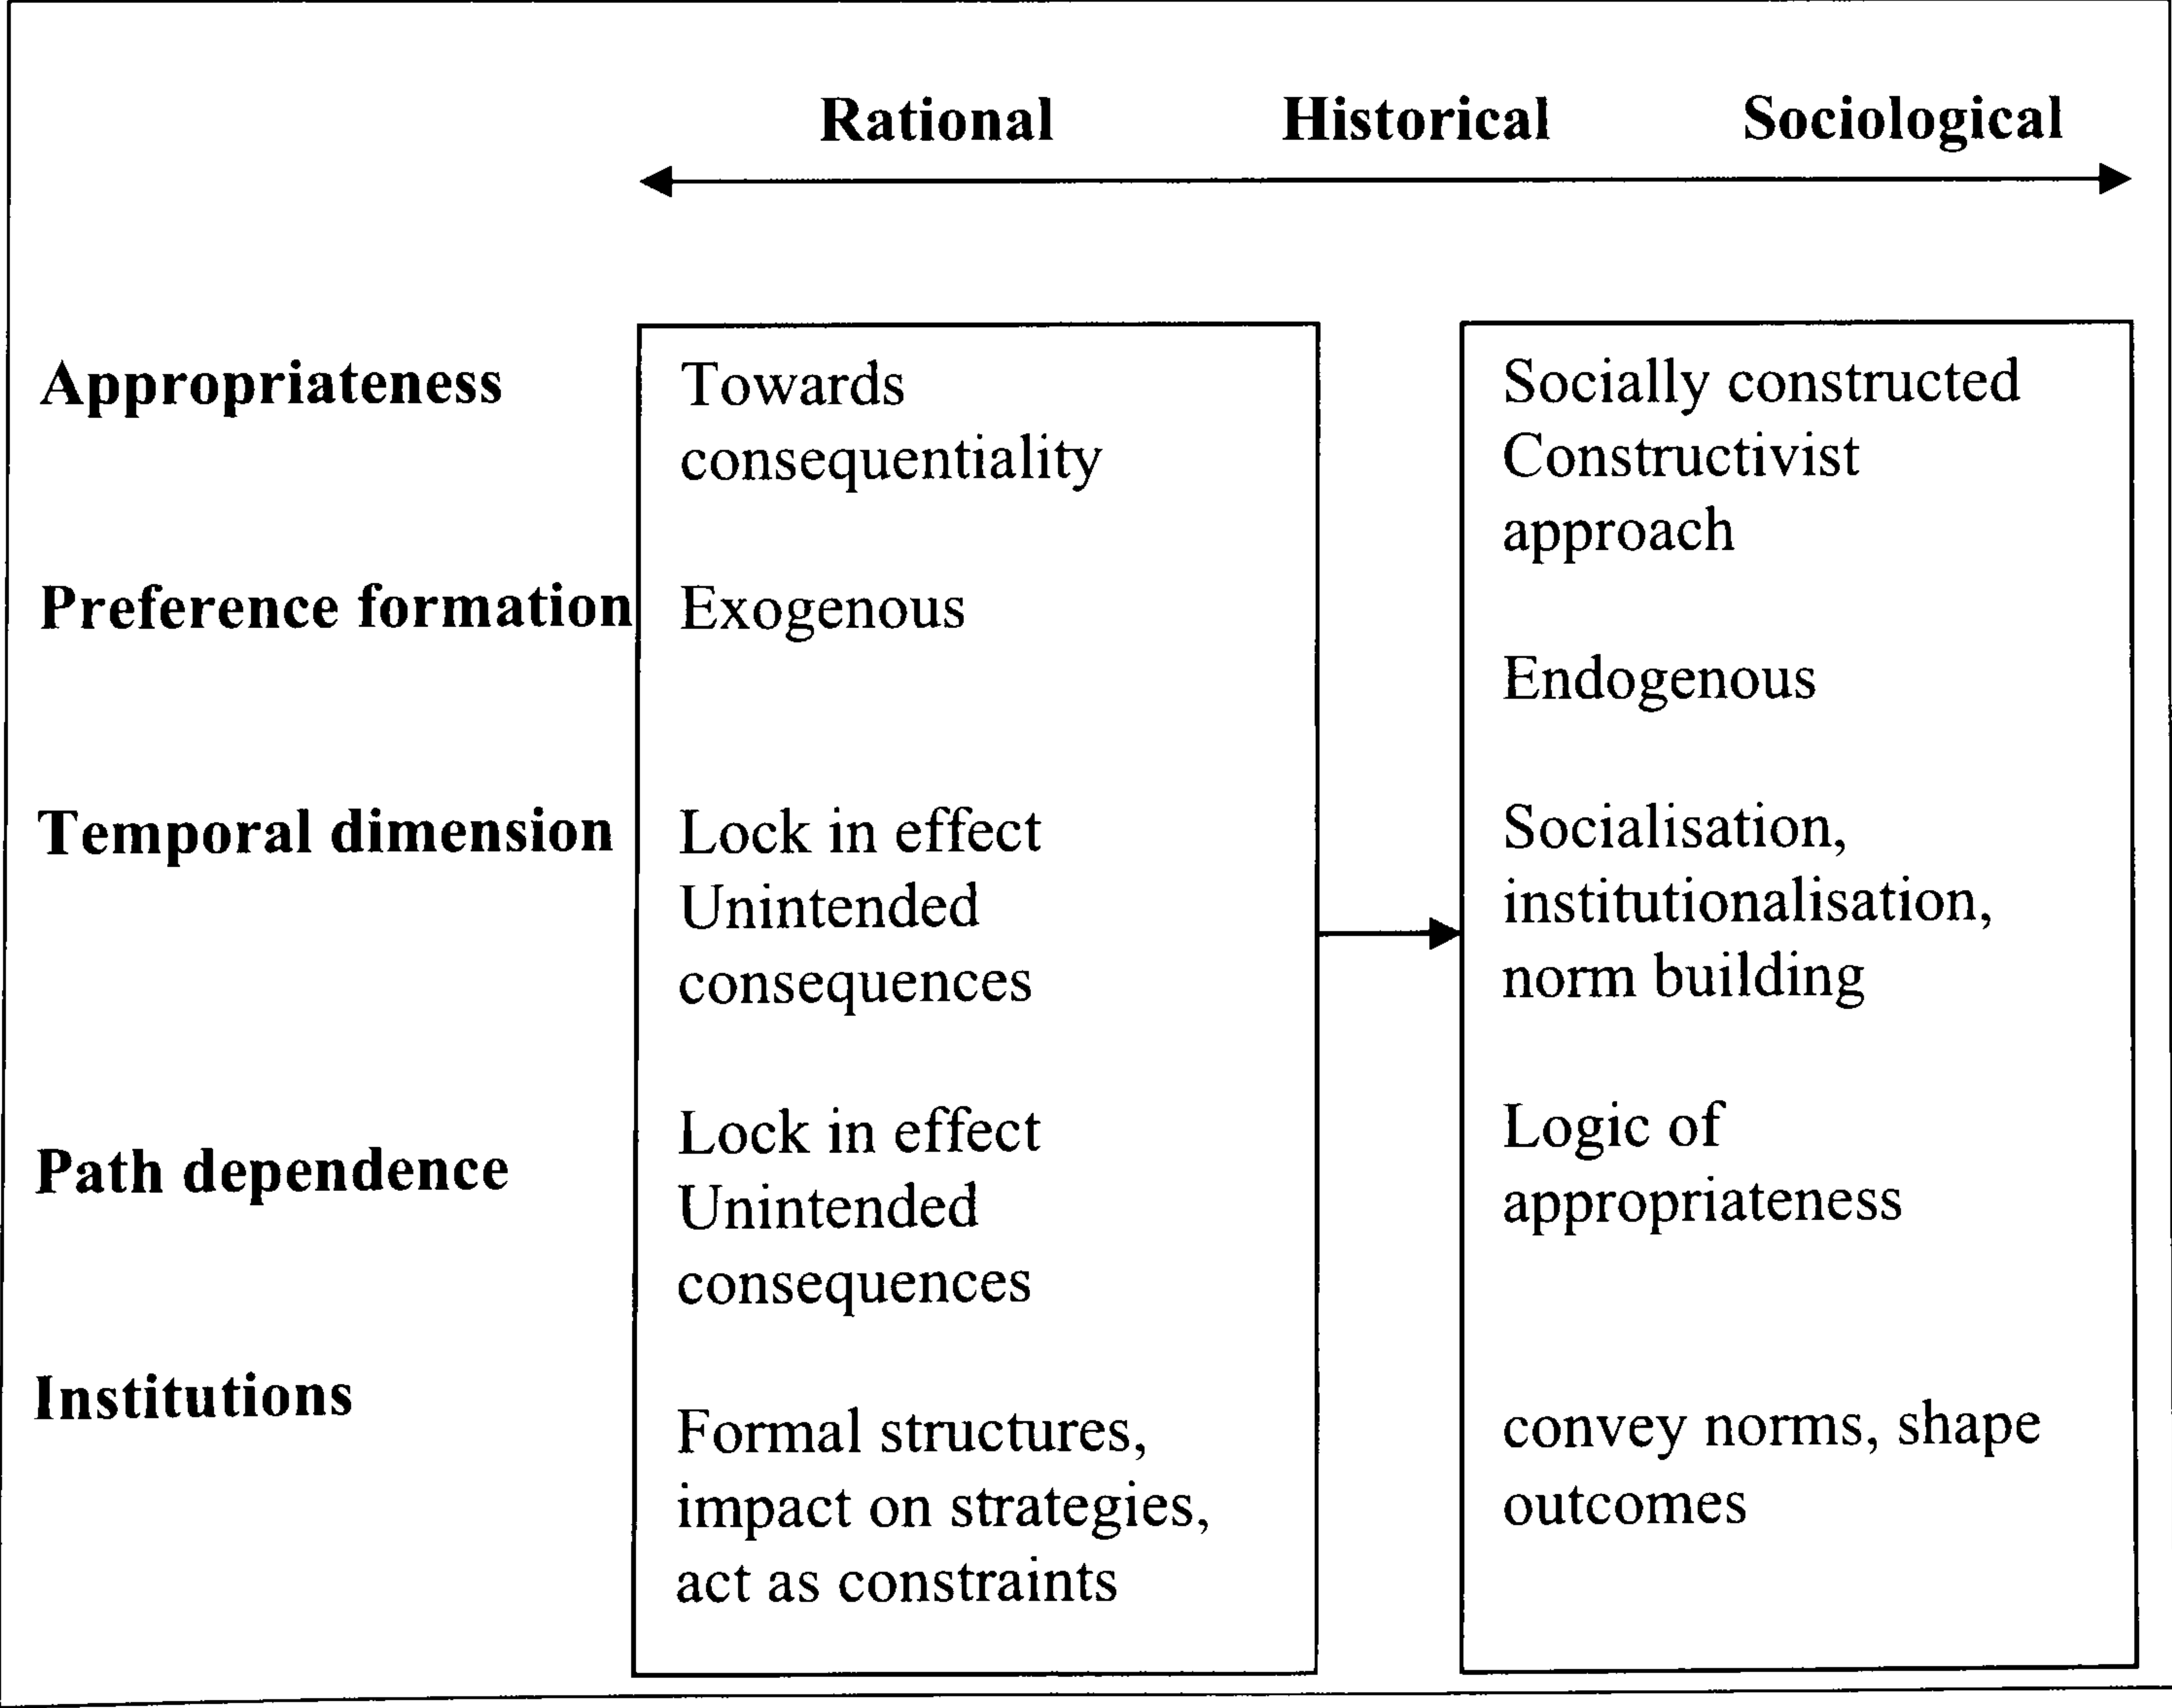 Rational Historical Sociological
Appropriateness
Towards
consequentiality
Socially constructed
Constructivist
approach
Preference formation
Exogenous
Endogenous
Temporal dimension
Lock in effect
Unintended
consequences
Socialisation,
institutionalisation,
norm building
Path dependence
Lock in effect
Unintended
consequences
Logic of
appropriateness
Institutions
Formal structures,
impact on strategies,
act as constraints
convey norms, shape
outcomes